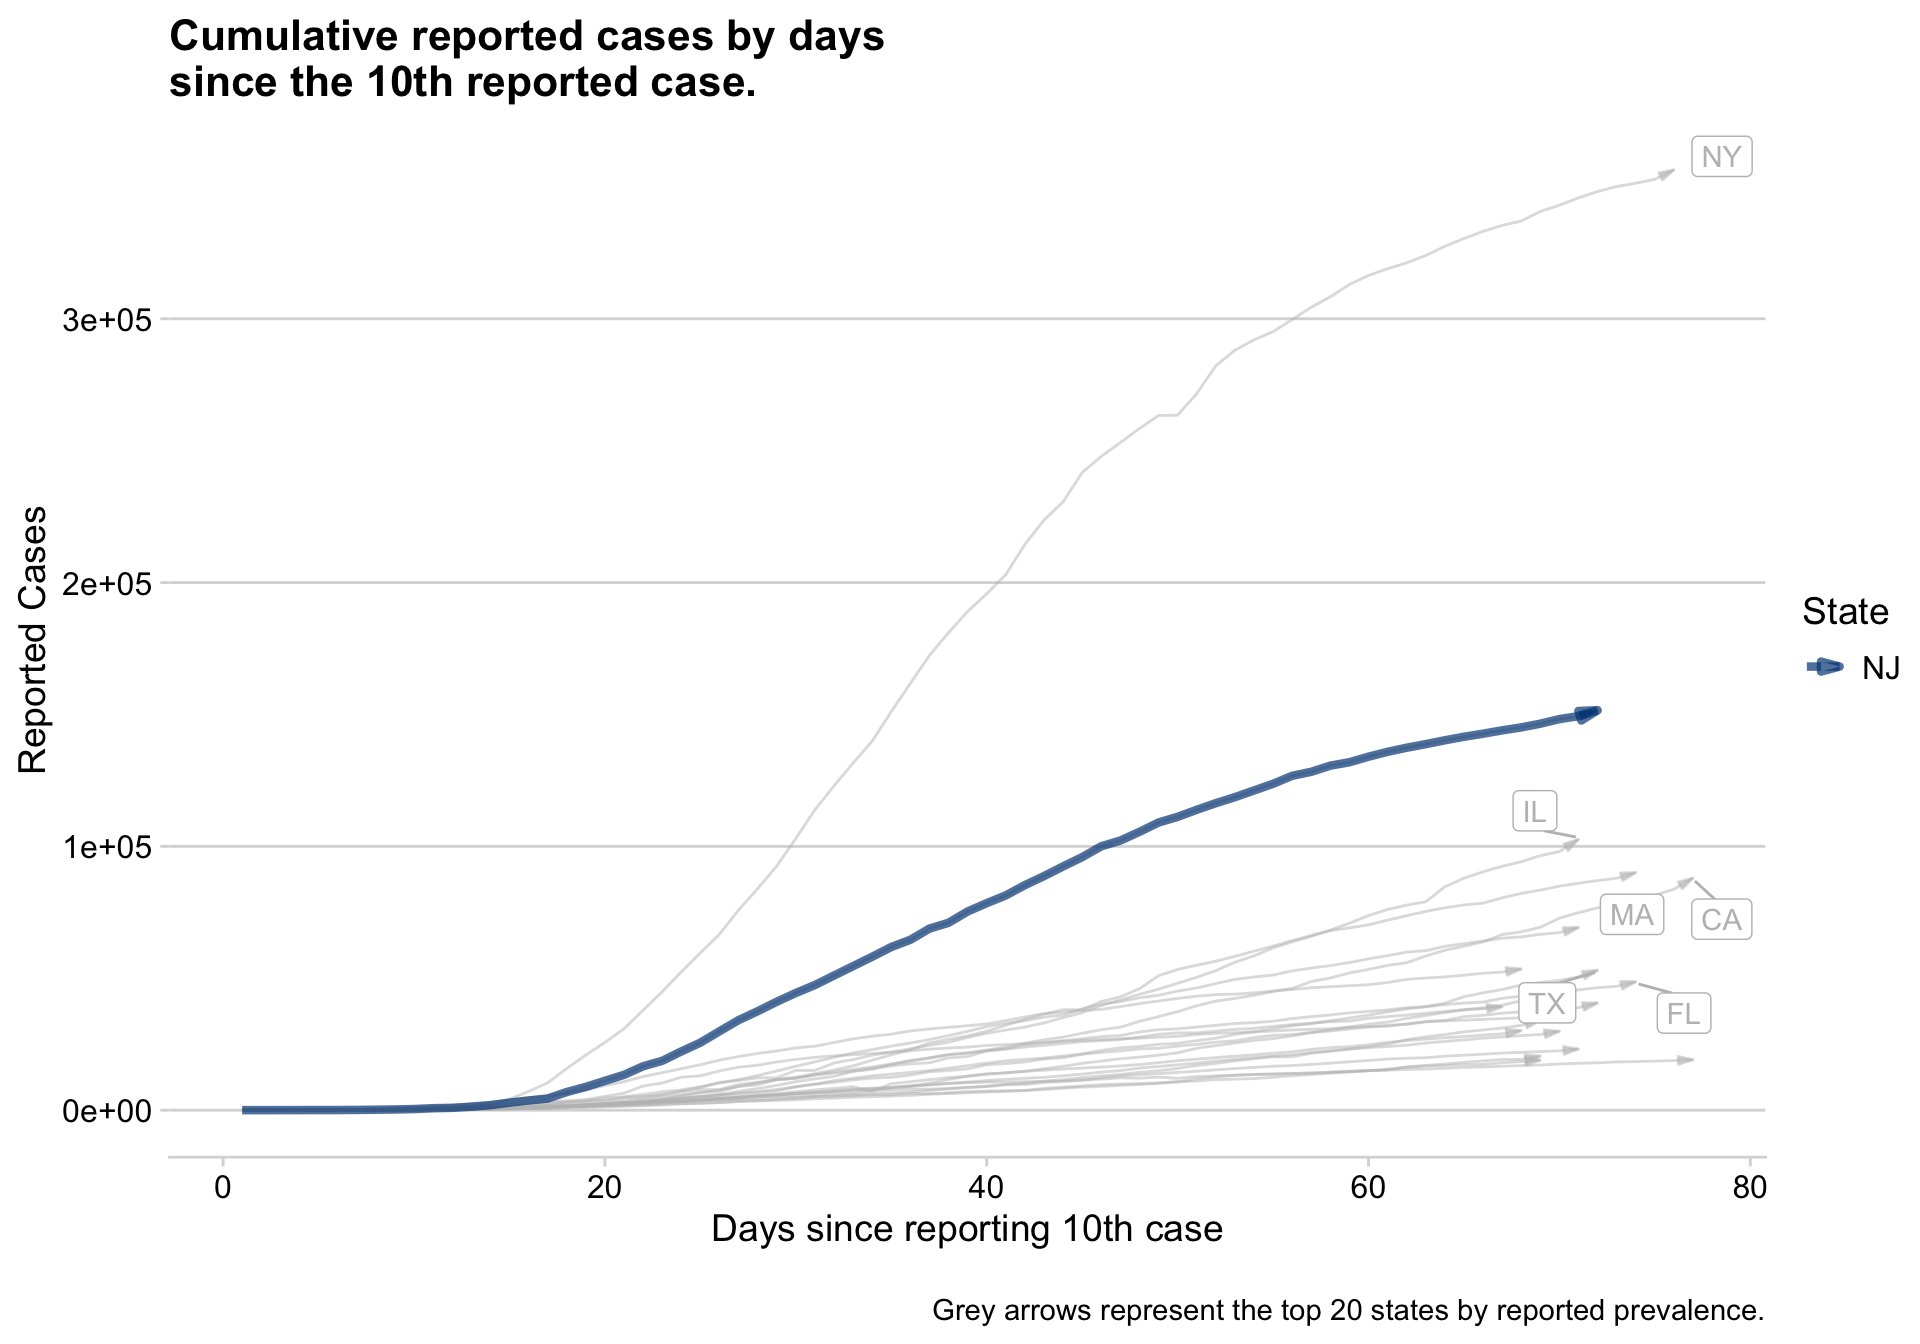 Cumulative reported cases by days
since the 10th reported case.
NY
3e+05
Reported Cases
2e+05
State
NJ
IL
1e+05
MA
CA
TX
FL
0e+00
0 20 40 60 80
Days since reporting 10th case
Grey arrows represent the top 20 states by reported prevalence.